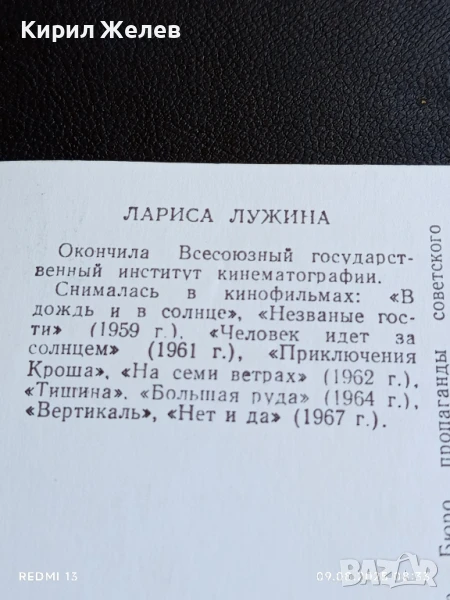 Кирил Желев
ЛАРИСА ЛУЖИНА
Окончила Всесоюзный государст-
венный институт кинематографии.
Снималась в кинофильмах: «В
дождь и в солнце», «Незваные гос-
ти» (1959 г.). «Человек идет за
солнцем» (1961 г.), «Приключения
Кроша», «На семи ветрах» (1962 г.),
«Тишина». «Большая руда» (1964 г.),
«Вертикаль», «Нет и да» (1967 г.).
Бюро пропаганды советского
REDMI 13
BAZAR